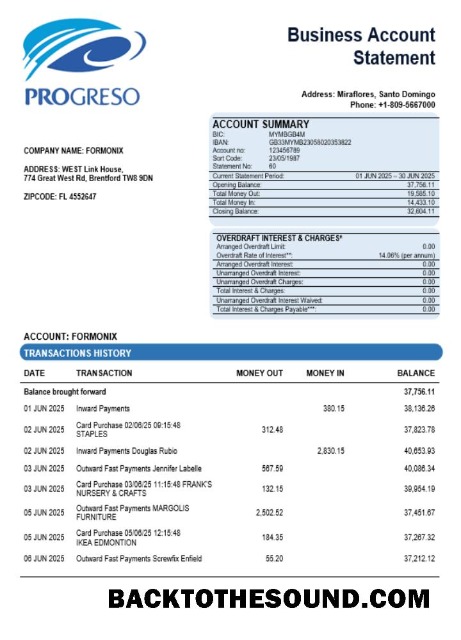 Business Account
Statement
PROGRESO
Address: Miraflores, Santo Domingo
Phone: +1-809-5667000
ACCOUNT SUMMARY
BIC: MYMBGB4M
IBAN: GB33MYMB23058020353822
Account no: 123456789
Sort Code: 23/05/1987
Statement No: 60
Current Statement Period: 01 JUN 2025 – 30 JUN 2025
Opening Balance: 37,756.11
Total Money Out: 19,585.10
Total Money In: 14,433.10
Closing Balance: 32,604.11
COMPANY NAME: FORMONIX
ADDRESS: WEST Link House,
774 Great West Rd, Brentford TW8 9DN
ZIPCODE: FL 4552647
OVERDRAFT INTEREST & CHARGES*
Arranged Overdraft Limit: 0.00
Overdraft Rate of Interest**: 14.06% (per annum)
Arranged Overdraft Interest: 0.00
Unarranged Overdraft Interest: 0.00
Unarranged Overdraft Charges: 0.00
Total Interest & Charges: 0.00
Unarranged Overdraft Interest Waived: 0.00
Total Interest & Charges Payable***: 0.00
ACCOUNT: FORMONIX
TRANSACTIONS HISTORY
DATE TRANSACTION MONEY OUT MONEY IN BALANCE
Balance brought forward 37,756.11
01 JUN 2025 Inward Payments 380.15 38,136.26
02 JUN 2025 Card Purchase 02/06/25 09:15:48 312.48 37,823.78
STAPLES
02 JUN 2025 Inward Payments Douglas Rubio 2,830.15 40,653.93
03 JUN 2025 Outward Fast Payments Jennifer Labelle 567.59 40,086.34
03 JUN 2025 Card Purchase 03/06/25 11:15:48 FRANK'S 132.15 39,954.19
NURSERY & CRAFTS
05 JUN 2025 Outward Fast Payments MARGOLIS 2,502.52 37,451.67
FURNITURE
05 JUN 2025 Card Purchase 05/06/25 12:15:48 184.35 37,267.32
IKEA EDMONTION
06 JUN 2025 Outward Fast Payments Screwfix Enfield 55.20 37,212.12
BACKTOTHESOUND.COM